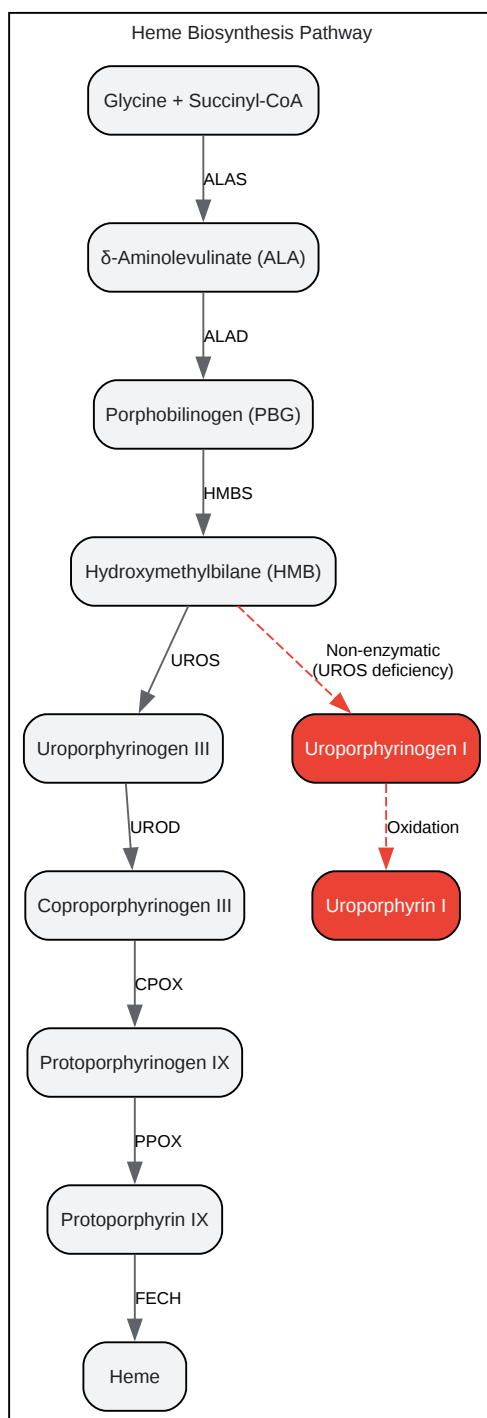 Heme Biosynthesis Pathway
Glycine + Succinyl-CoA
ALAS
δ-Aminolevulinate (ALA)
ALAD
Porphobilinogen (PBG)
HMBS
Hydroxymethylbilane (HMB)
UROS
Non-enzymatic
(UROS deficiency)
Uroporphyrinogen III
Uroporphyrinogen I
UROD
Oxidation
Coproporphyrinogen III
Uroporphyrin I
CPOX
Protoporphyrinogen IX
PPOX
Protoporphyrin IX
FECH
Heme